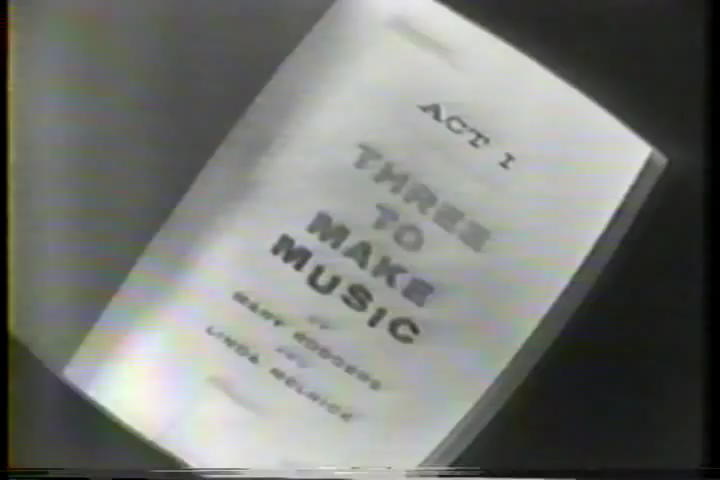 ACT I
THREE
TO
MAKE
MUSIC
BY
MARY RODGERS
AND
LINDA MELNICK